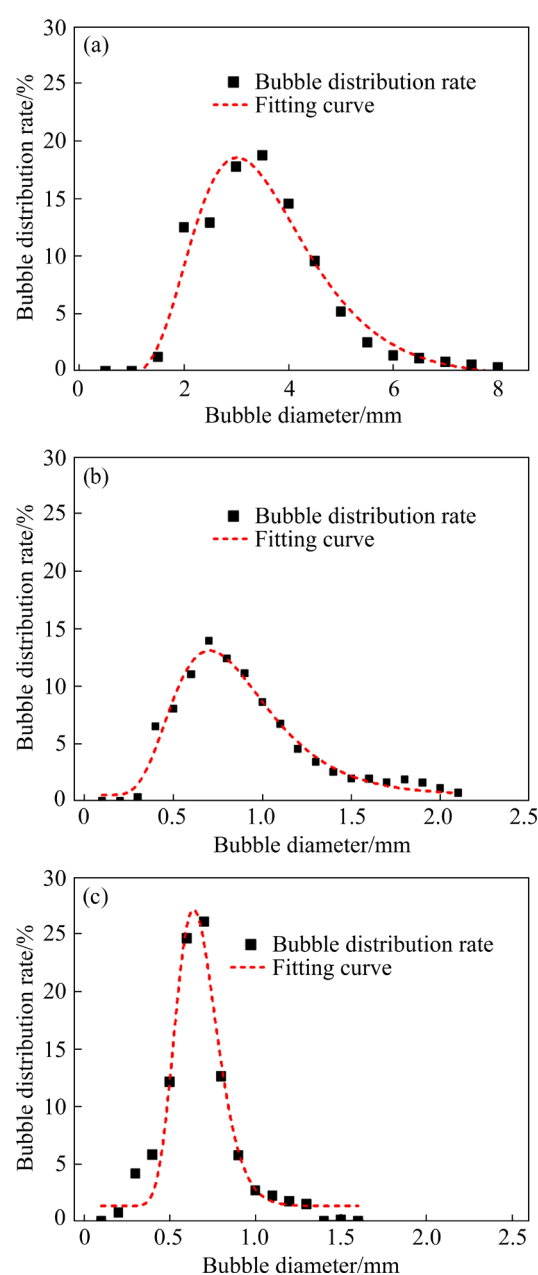 (a)
Bubble distribution rate
Fitting curve
Bubble distribution rate/%
30
25
20
15
10
5
0
0 2 4 6 8
Bubble diameter/mm
(b)
Bubble distribution rate
Fitting curve
Bubble distribution rate/%
30
25
20
15
10
5
0
0 0.5 1.0 1.5 2.0 2.5
Bubble diameter/mm
(c)
Bubble distribution rate
Fitting curve
Bubble distribution rate/%
30
25
20
15
10
5
0
0 0.5 1.0 1.5 2.0 2.5
Bubble diameter/mm